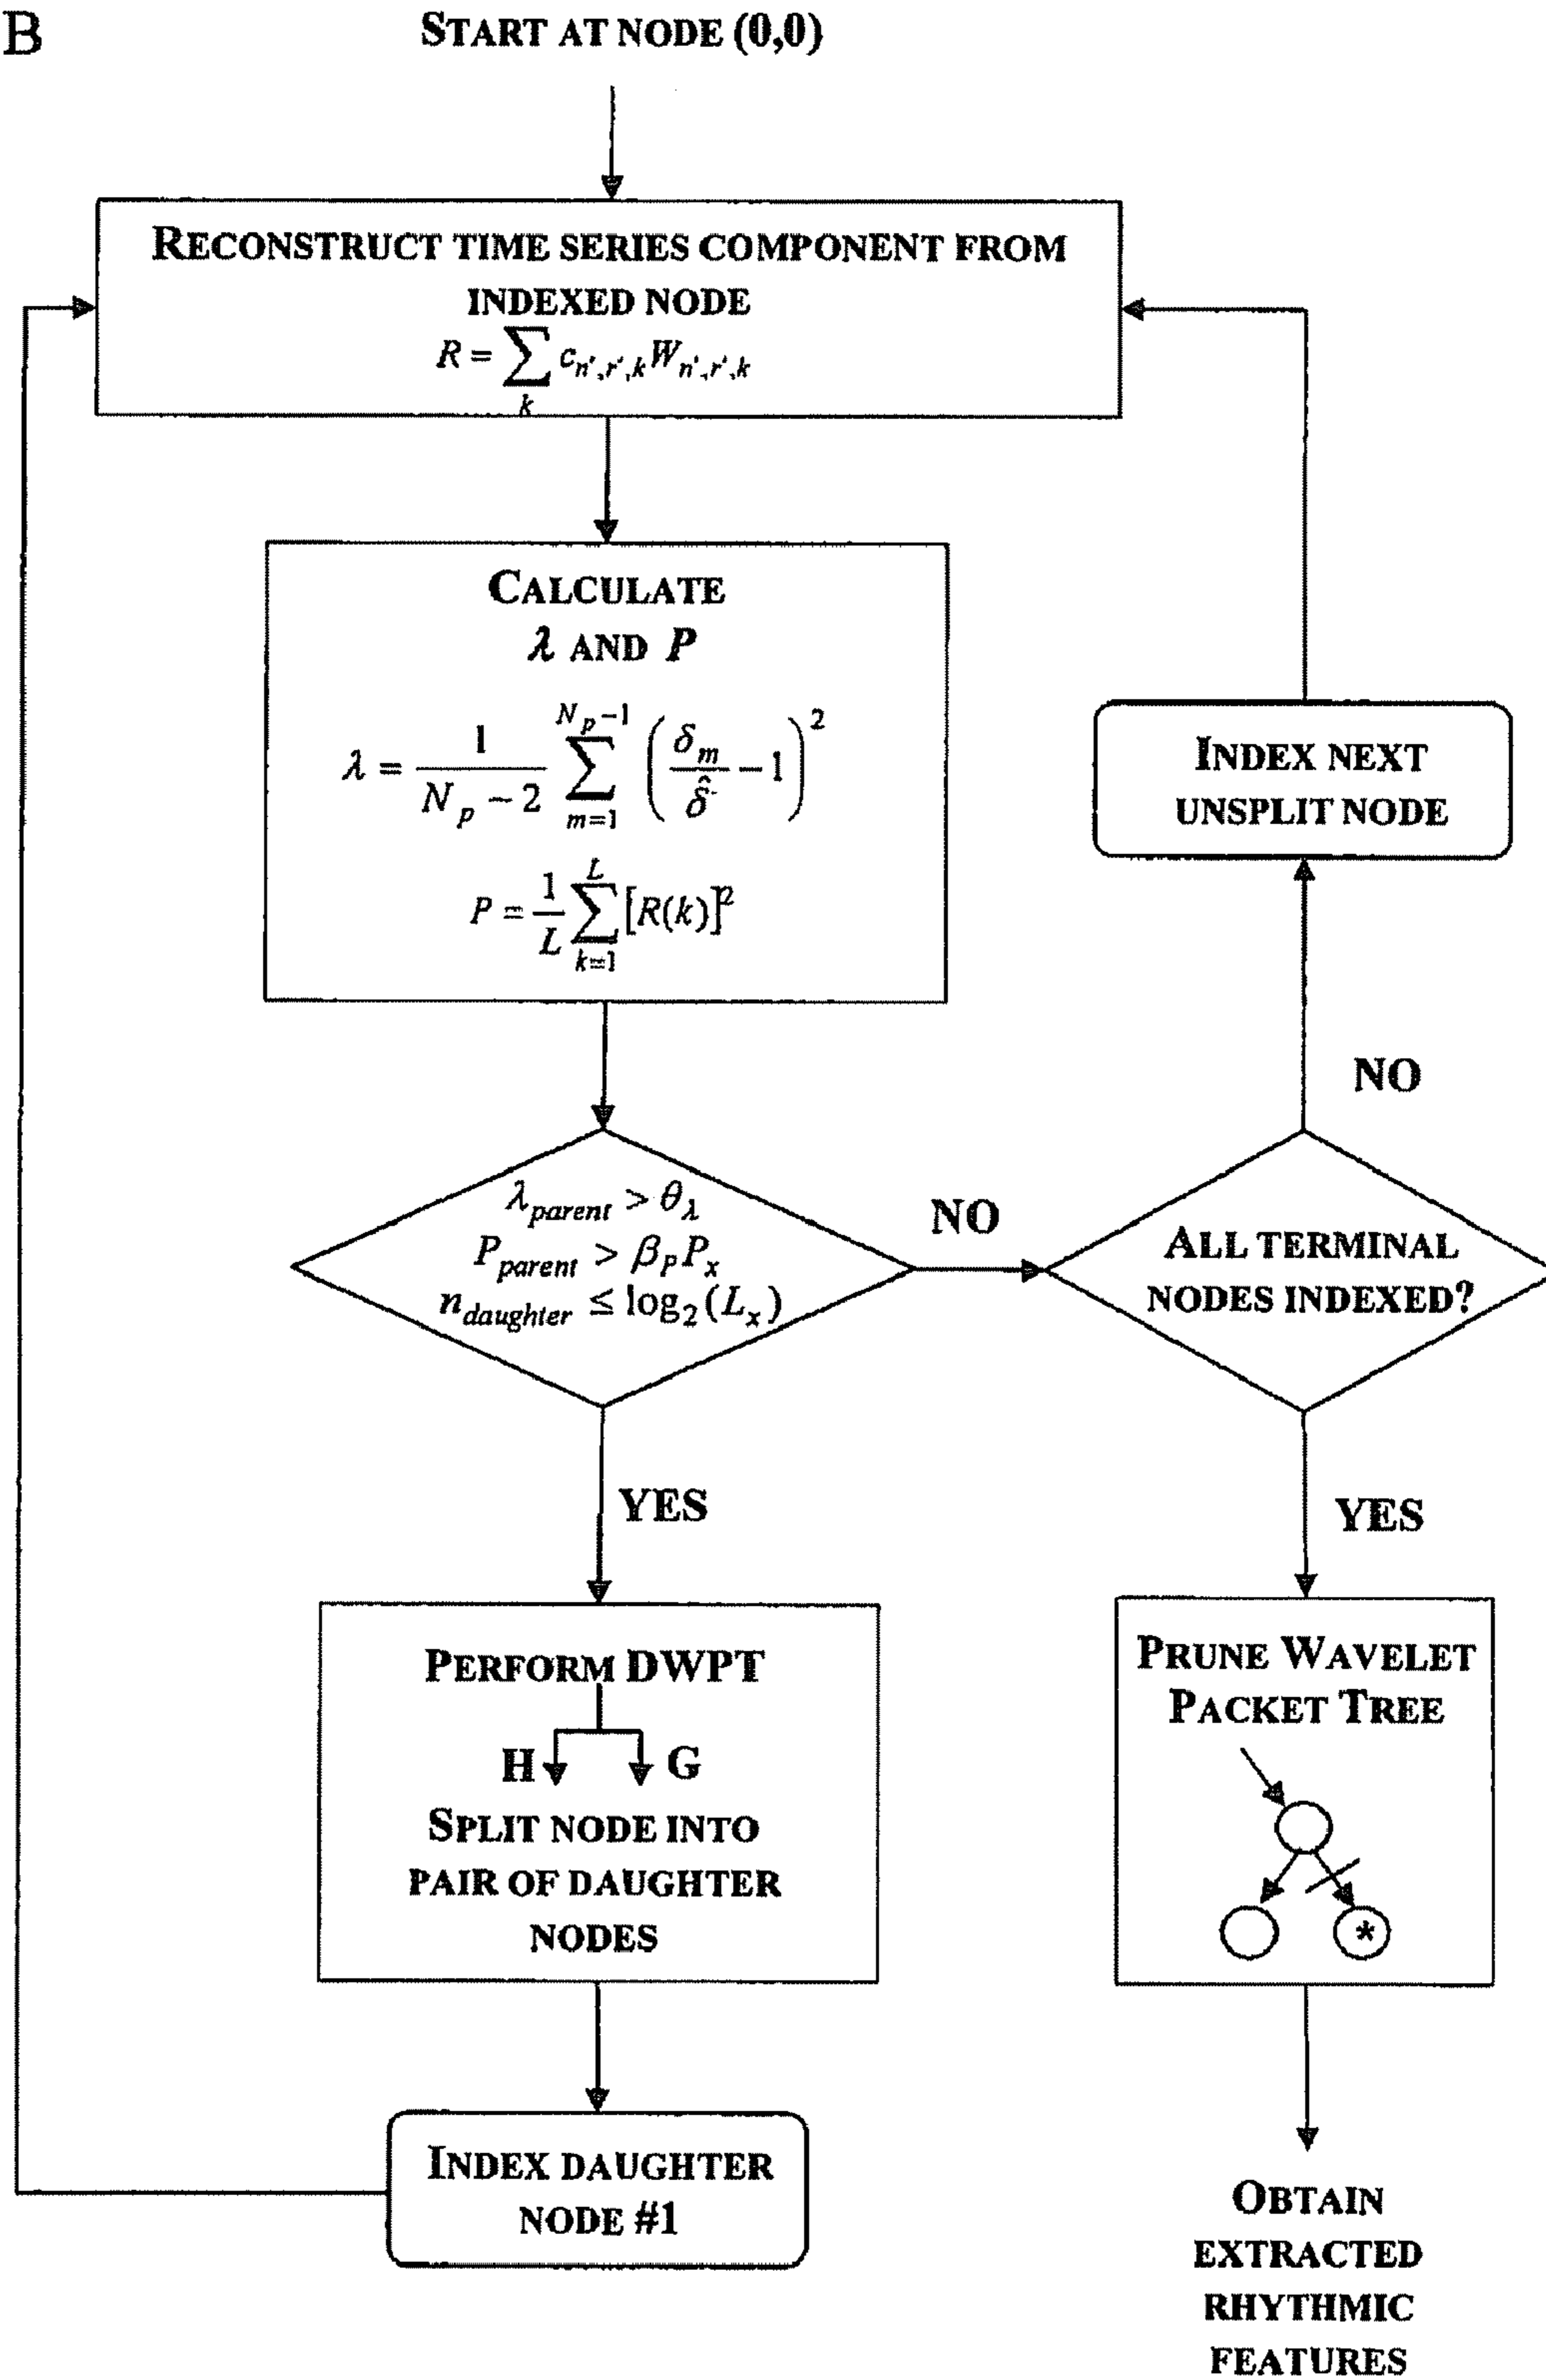 B
START AT NODE (0,0)
RECONSTRUCT TIME SERIES COMPONENT FROM
INDEXED NODE
R = ∑_k c_{n',r',k} W_{n',r',k}
CALCULATE
λ AND P
λ = 1/(N_p − 2) ∑_{m=1}^{N_p−1} (δ_m/δ̂ − 1)^2
P = 1/L ∑_{k=1}^{L} [R(k)]^2
INDEX NEXT
UNSPLIT NODE
NO
λ_parent > θ_λ
P_parent > β_P P_x
n_daughter ≤ log_2(L_x)
NO
ALL TERMINAL
NODES INDEXED?
YES
YES
PERFORM DWPT
H G
SPLIT NODE INTO
PAIR OF DAUGHTER
NODES
PRUNE WAVELET
PACKET TREE
*
INDEX DAUGHTER
NODE #1
OBTAIN
EXTRACTED
RHYTHMIC
FEATURES